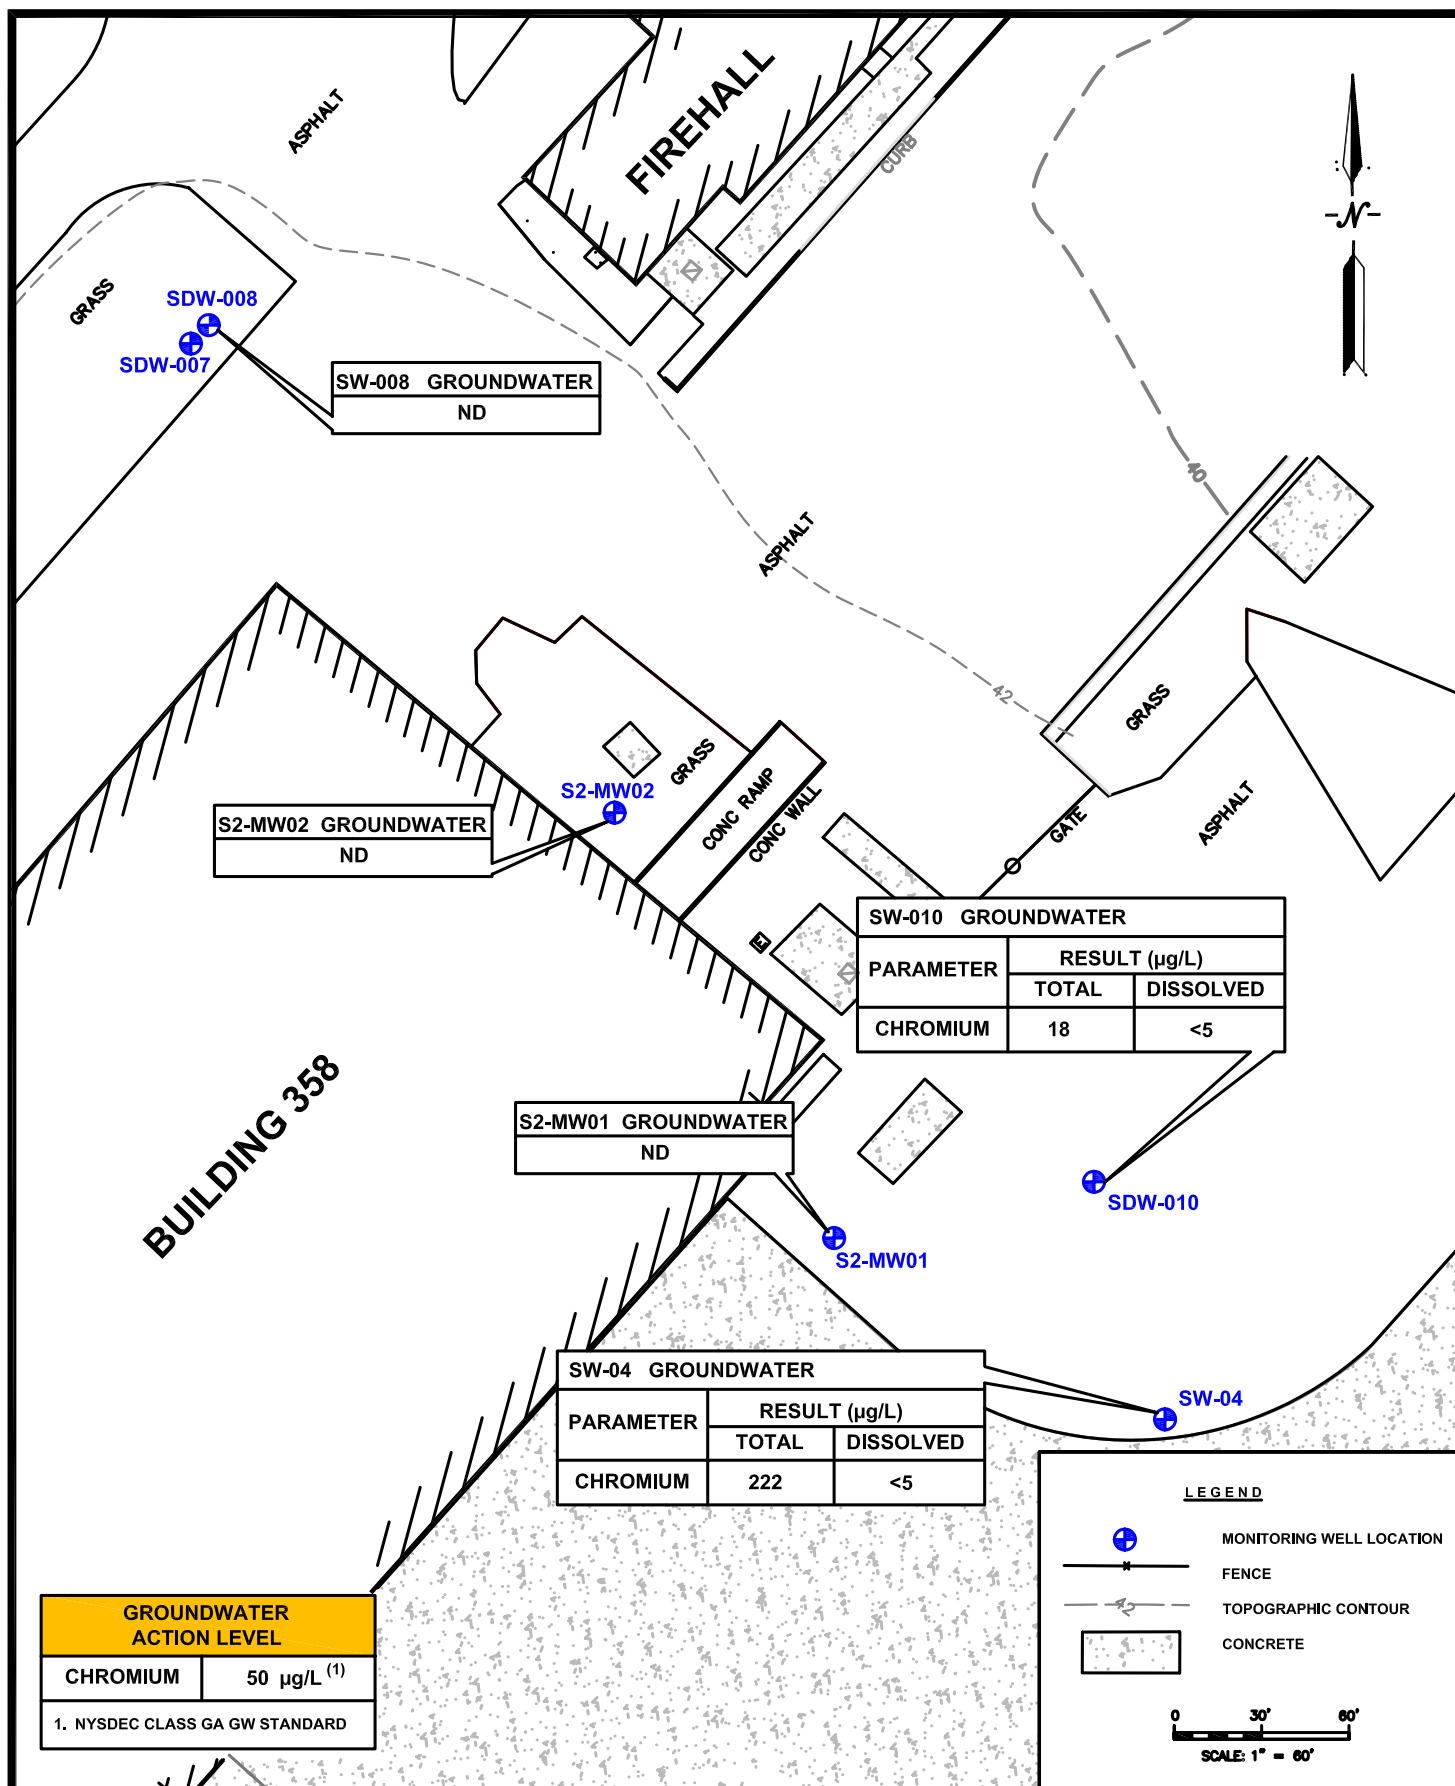 ASPHALT
FIREHALL
CURB
N
GRASS
SDW-008
SDW-007
SW-008 GROUNDWATER
ND
40
ASPHALT
42
GRASS
S2-MW02
GRASS
CONC RAMP
CONC WALL
GATE
ASPHALT
S2-MW02 GROUNDWATER
ND
E
SW-010 GROUNDWATER
PARAMETER
RESULT (µg/L)
TOTAL DISSOLVED
CHROMIUM 18 <5
BUILDING 358
S2-MW01 GROUNDWATER
ND
SDW-010
S2-MW01
SW-04 GROUNDWATER
PARAMETER
RESULT (µg/L)
TOTAL DISSOLVED
CHROMIUM 222 <5
SW-04
LEGEND
MONITORING WELL LOCATION
FENCE
42
TOPOGRAPHIC CONTOUR
CONCRETE
0 30' 60'
SCALE: 1" = 60'
GROUNDWATER
ACTION LEVEL
CHROMIUM 50 µg/L (1)
1. NYSDEC CLASS GA GW STANDARD